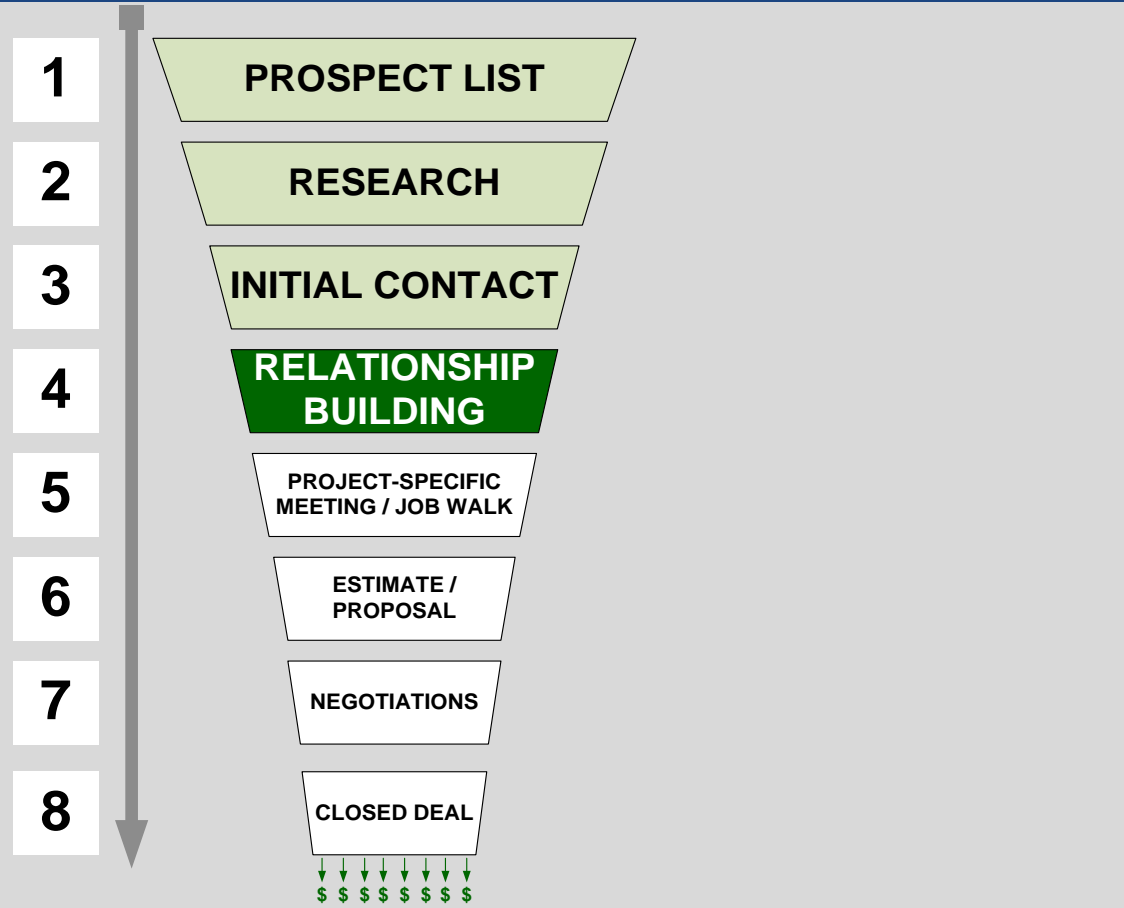 1
PROSPECT LIST
2
RESEARCH
3
INITIAL CONTACT
4
RELATIONSHIP
BUILDING
5
PROJECT-SPECIFIC
MEETING / JOB WALK
6
ESTIMATE /
PROPOSAL
7
NEGOTIATIONS
8
CLOSED DEAL
$ $ $ $ $ $ $ $